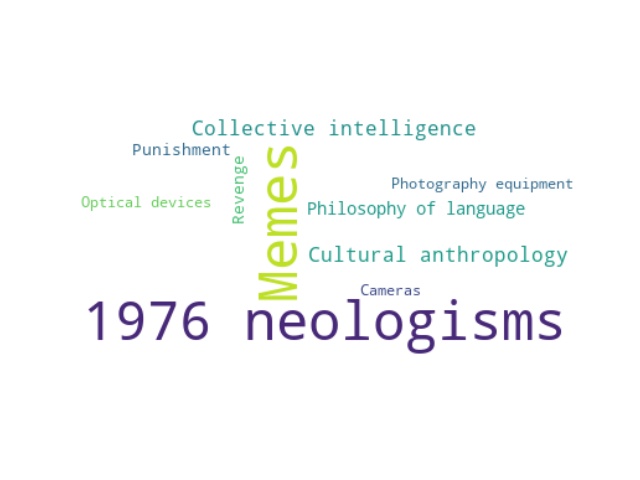 Collective intelligence
Punishment
Revenge
Memes
Photography equipment
Optical devices
Philosophy of language
Cultural anthropology
Cameras
1976 neologisms